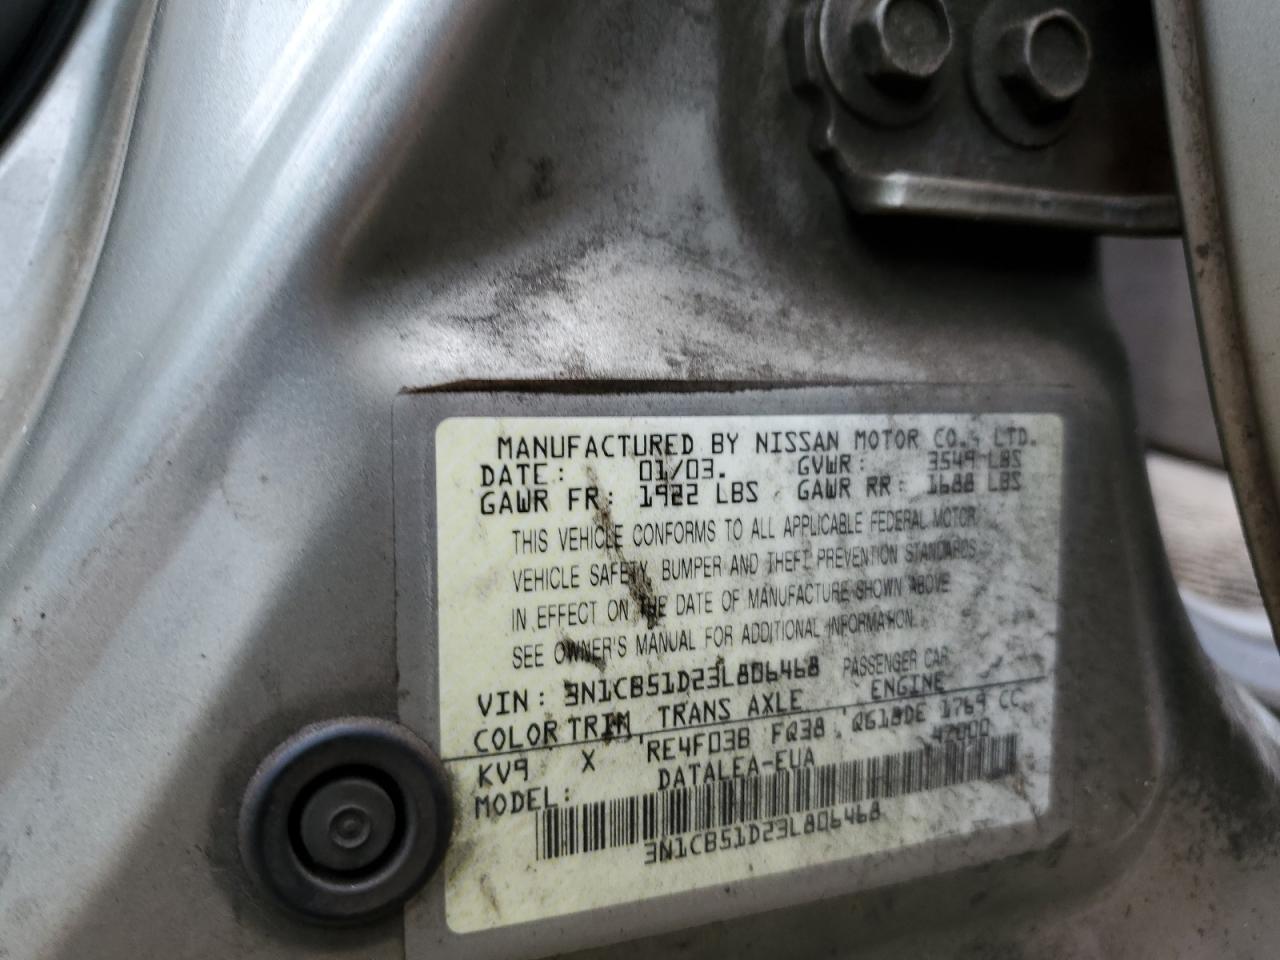 MANUFACTURED BY NISSAN MOTOR CO., LTD.
DATE: 01/03. GVWR: 3549 LBS
GAWR FR: 1922 LBS GAWR RR: 1688 LBS
THIS VEHICLE CONFORMS TO ALL APPLICABLE FEDERAL MOTOR
VEHICLE SAFETY, BUMPER AND THEFT PREVENTION STANDARDS
IN EFFECT ON THE DATE OF MANUFACTURE SHOWN ABOVE
SEE OWNER'S MANUAL FOR ADDITIONAL INFORMATION.
VIN: 3N1CB51D23L806468 PASSENGER CAR
COLOR TRIM, TRANS AXLE ENGINE
KV9 X RE4F03B FQ38 QG18DE 1769 CC
MODEL: DATALEA-EUA 42000
3N1CB51D23L806468